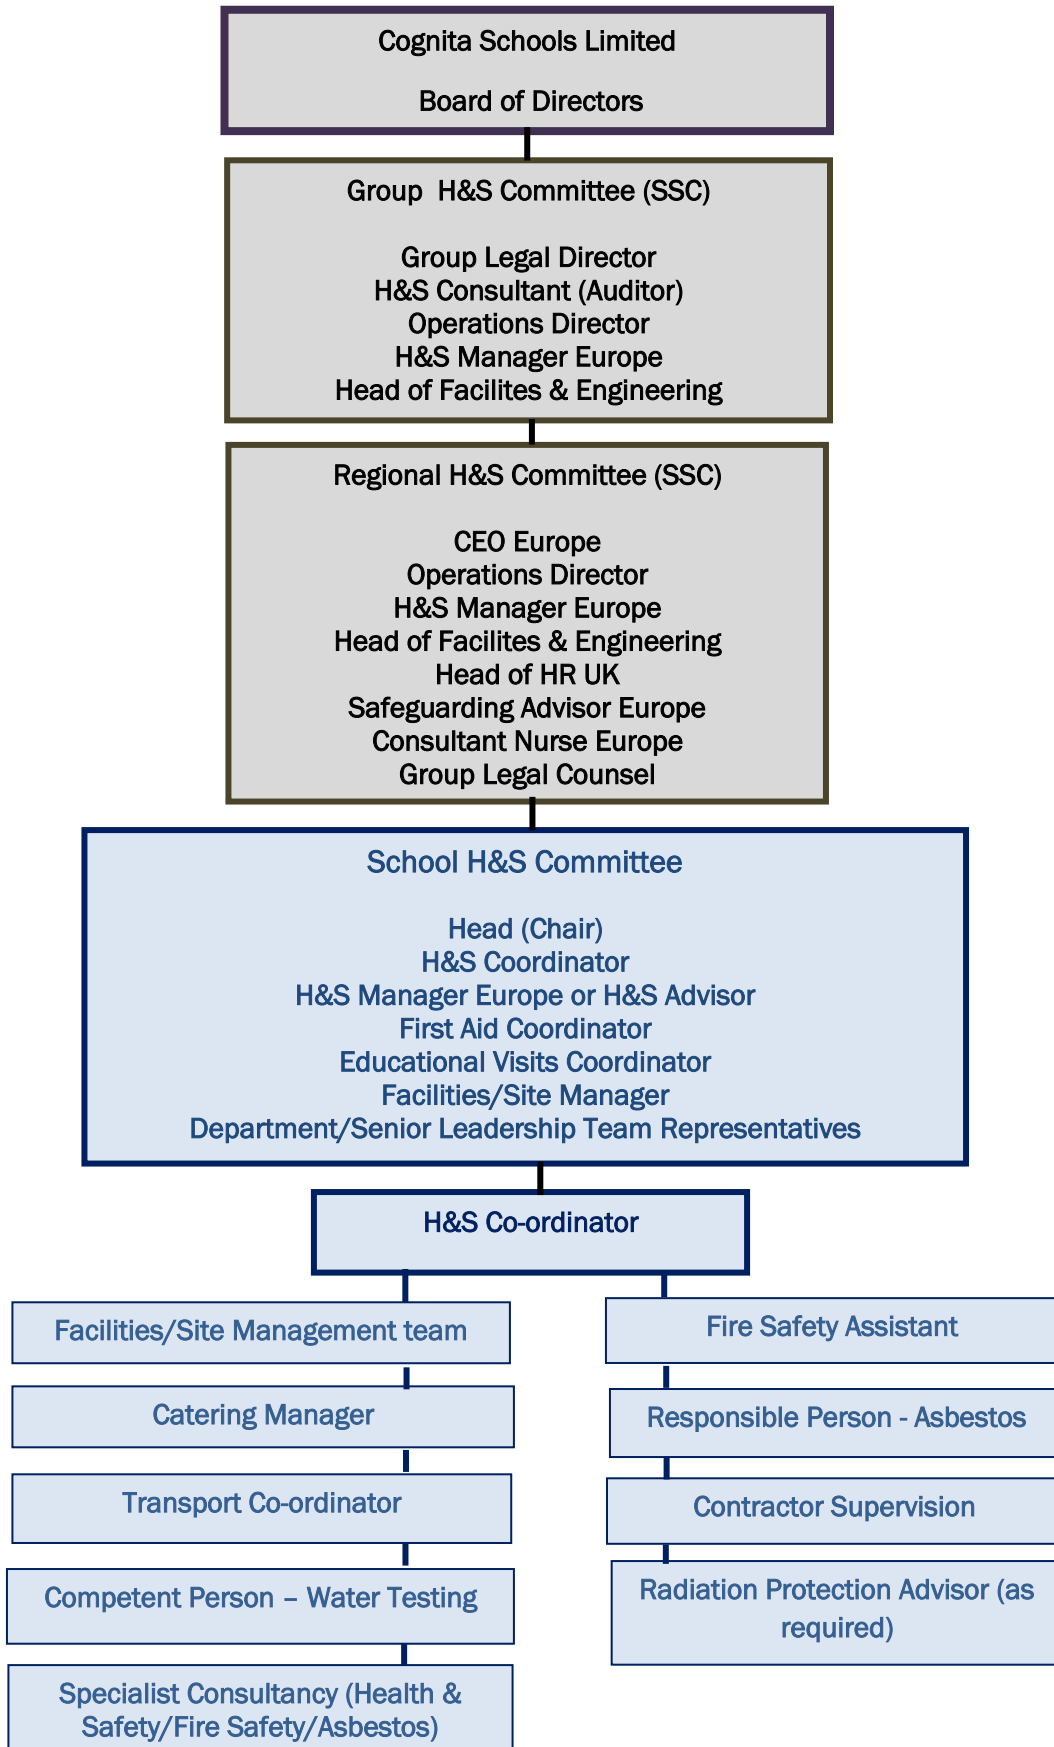 Cognita Schools Limited
Board of Directors
Group H&S Committee (SSC)
Group Legal Director
H&S Consultant (Auditor)
Operations Director
H&S Manager Europe
Head of Facilites & Engineering
Regional H&S Committee (SSC)
CEO Europe
Operations Director
H&S Manager Europe
Head of Facilites & Engineering
Head of HR UK
Safeguarding Advisor Europe
Consultant Nurse Europe
Group Legal Counsel
School H&S Committee
Head (Chair)
H&S Coordinator
H&S Manager Europe or H&S Advisor
First Aid Coordinator
Educational Visits Coordinator
Facilities/Site Manager
Department/Senior Leadership Team Representatives
H&S Co-ordinator
Facilities/Site Management team
Catering Manager
Transport Co-ordinator
Competent Person – Water Testing
Specialist Consultancy (Health &
Safety/Fire Safety/Asbestos)
Fire Safety Assistant
Responsible Person - Asbestos
Contractor Supervision
Radiation Protection Advisor (as
required)